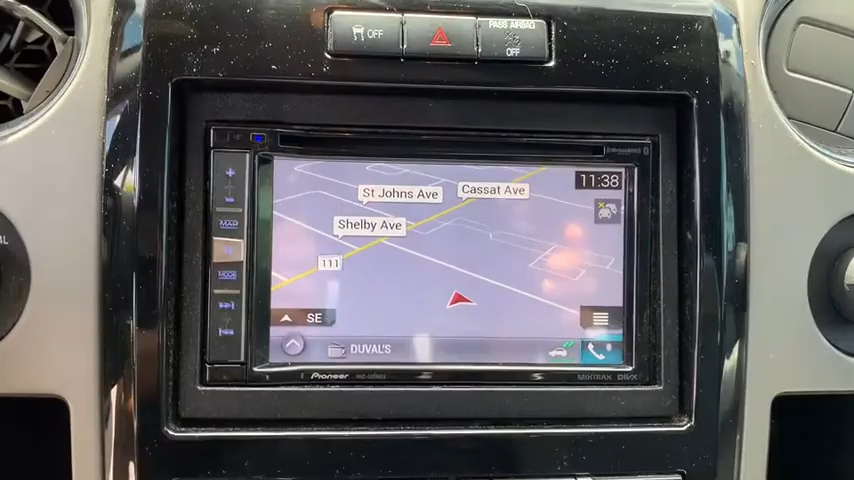 OFF
PASS AIRBAG
OFF
SiriusXM
MAP
MODE
St Johns Ave
Cassat Ave
11:38
Shelby Ave
111
SE
DUVAL'S
Pioneer
MIXTRAX